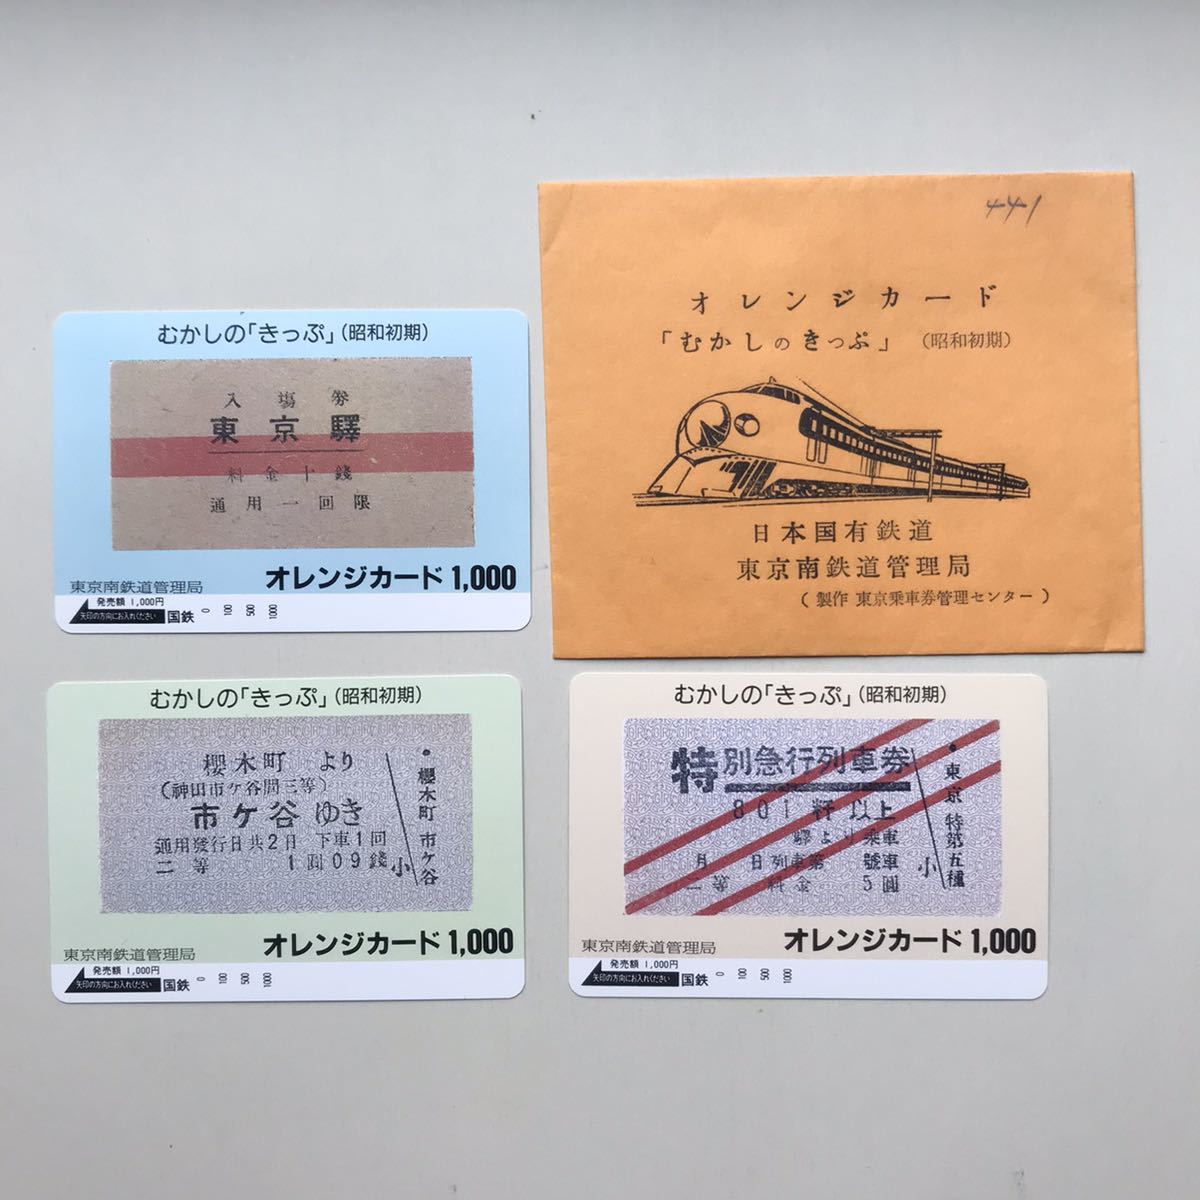 むかしの「きっぷ」(昭和初期)
入場券
東京驛
料金十錢
通用一回限
東京南鉄道管理局
オレンジカード 1,000
発売額 1,000円
矢印の方向にお入れください
国鉄
0 100 500 1000
441
オレンジカード
「むかしのきっぷ」(昭和初期)
日本国有鉄道
東京南鉄道管理局
(製作 東京乗車券管理センター)
むかしの「きっぷ」(昭和初期)
櫻木町 より
(神田市ケ谷間三等)
市ケ谷 ゆき
通用發行日共2日 下車1回
二等 1圓09錢
小
・櫻木町 市ケ谷
東京南鉄道管理局
オレンジカード 1,000
発売額 1,000円
矢印の方向にお入れください
国鉄
0 100 500 1000
むかしの「きっぷ」(昭和初期)
特別急行列車券
801粁以上
驛より乘車
月 日列車第 號車
二等 料金 5圓
小
・東京 特第五種
東京南鉄道管理局
オレンジカード 1,000
発売額 1,000円
矢印の方向にお入れください
国鉄
0 100 500 1000